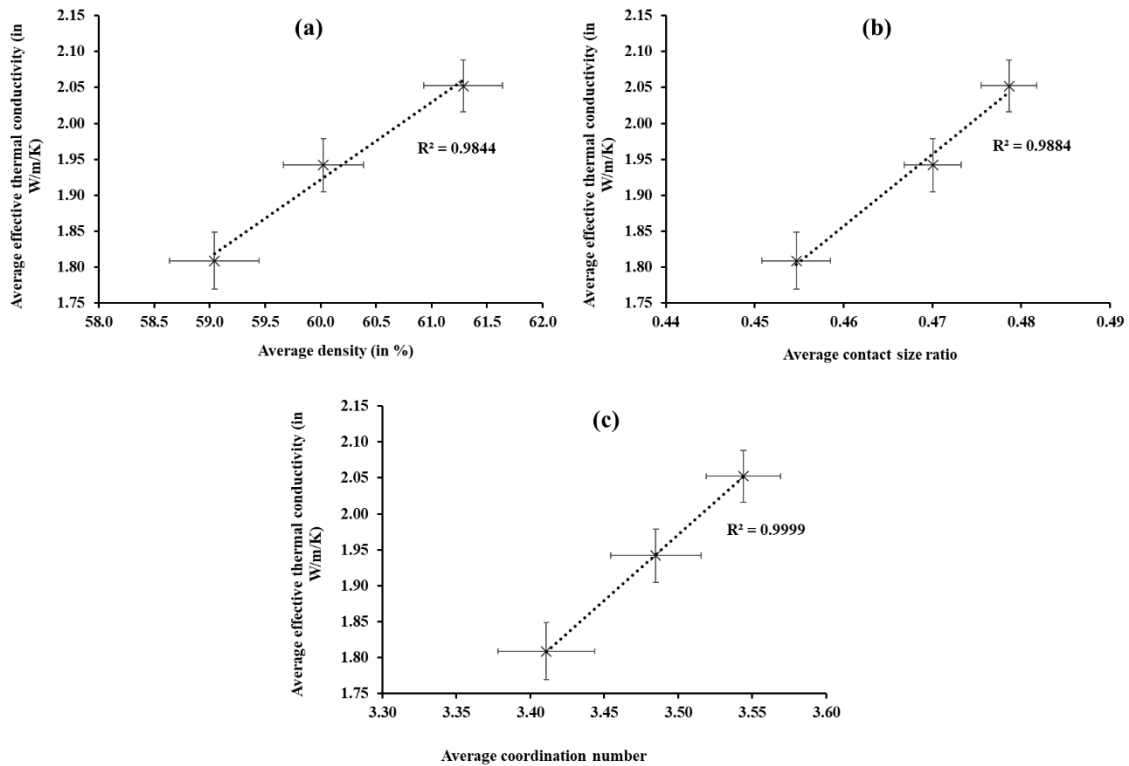 (a)
Average effective thermal conductivity (in
W/m/K)
2.15
2.10
2.05
2.00
1.95
1.90
1.85
1.80
1.75
R² = 0.9844
58.0 58.5 59.0 59.5 60.0 60.5 61.0 61.5 62.0
Average density (in %)
(b)
Average effective thermal conductivity (in
W/m/K)
2.15
2.10
2.05
2.00
1.95
1.90
1.85
1.80
1.75
R² = 0.9884
0.44 0.45 0.46 0.47 0.48 0.49
Average contact size ratio
(c)
Average effective thermal conductivity (in
W/m/K)
2.15
2.10
2.05
2.00
1.95
1.90
1.85
1.80
1.75
R² = 0.9999
3.30 3.35 3.40 3.45 3.50 3.55 3.60
Average coordination number